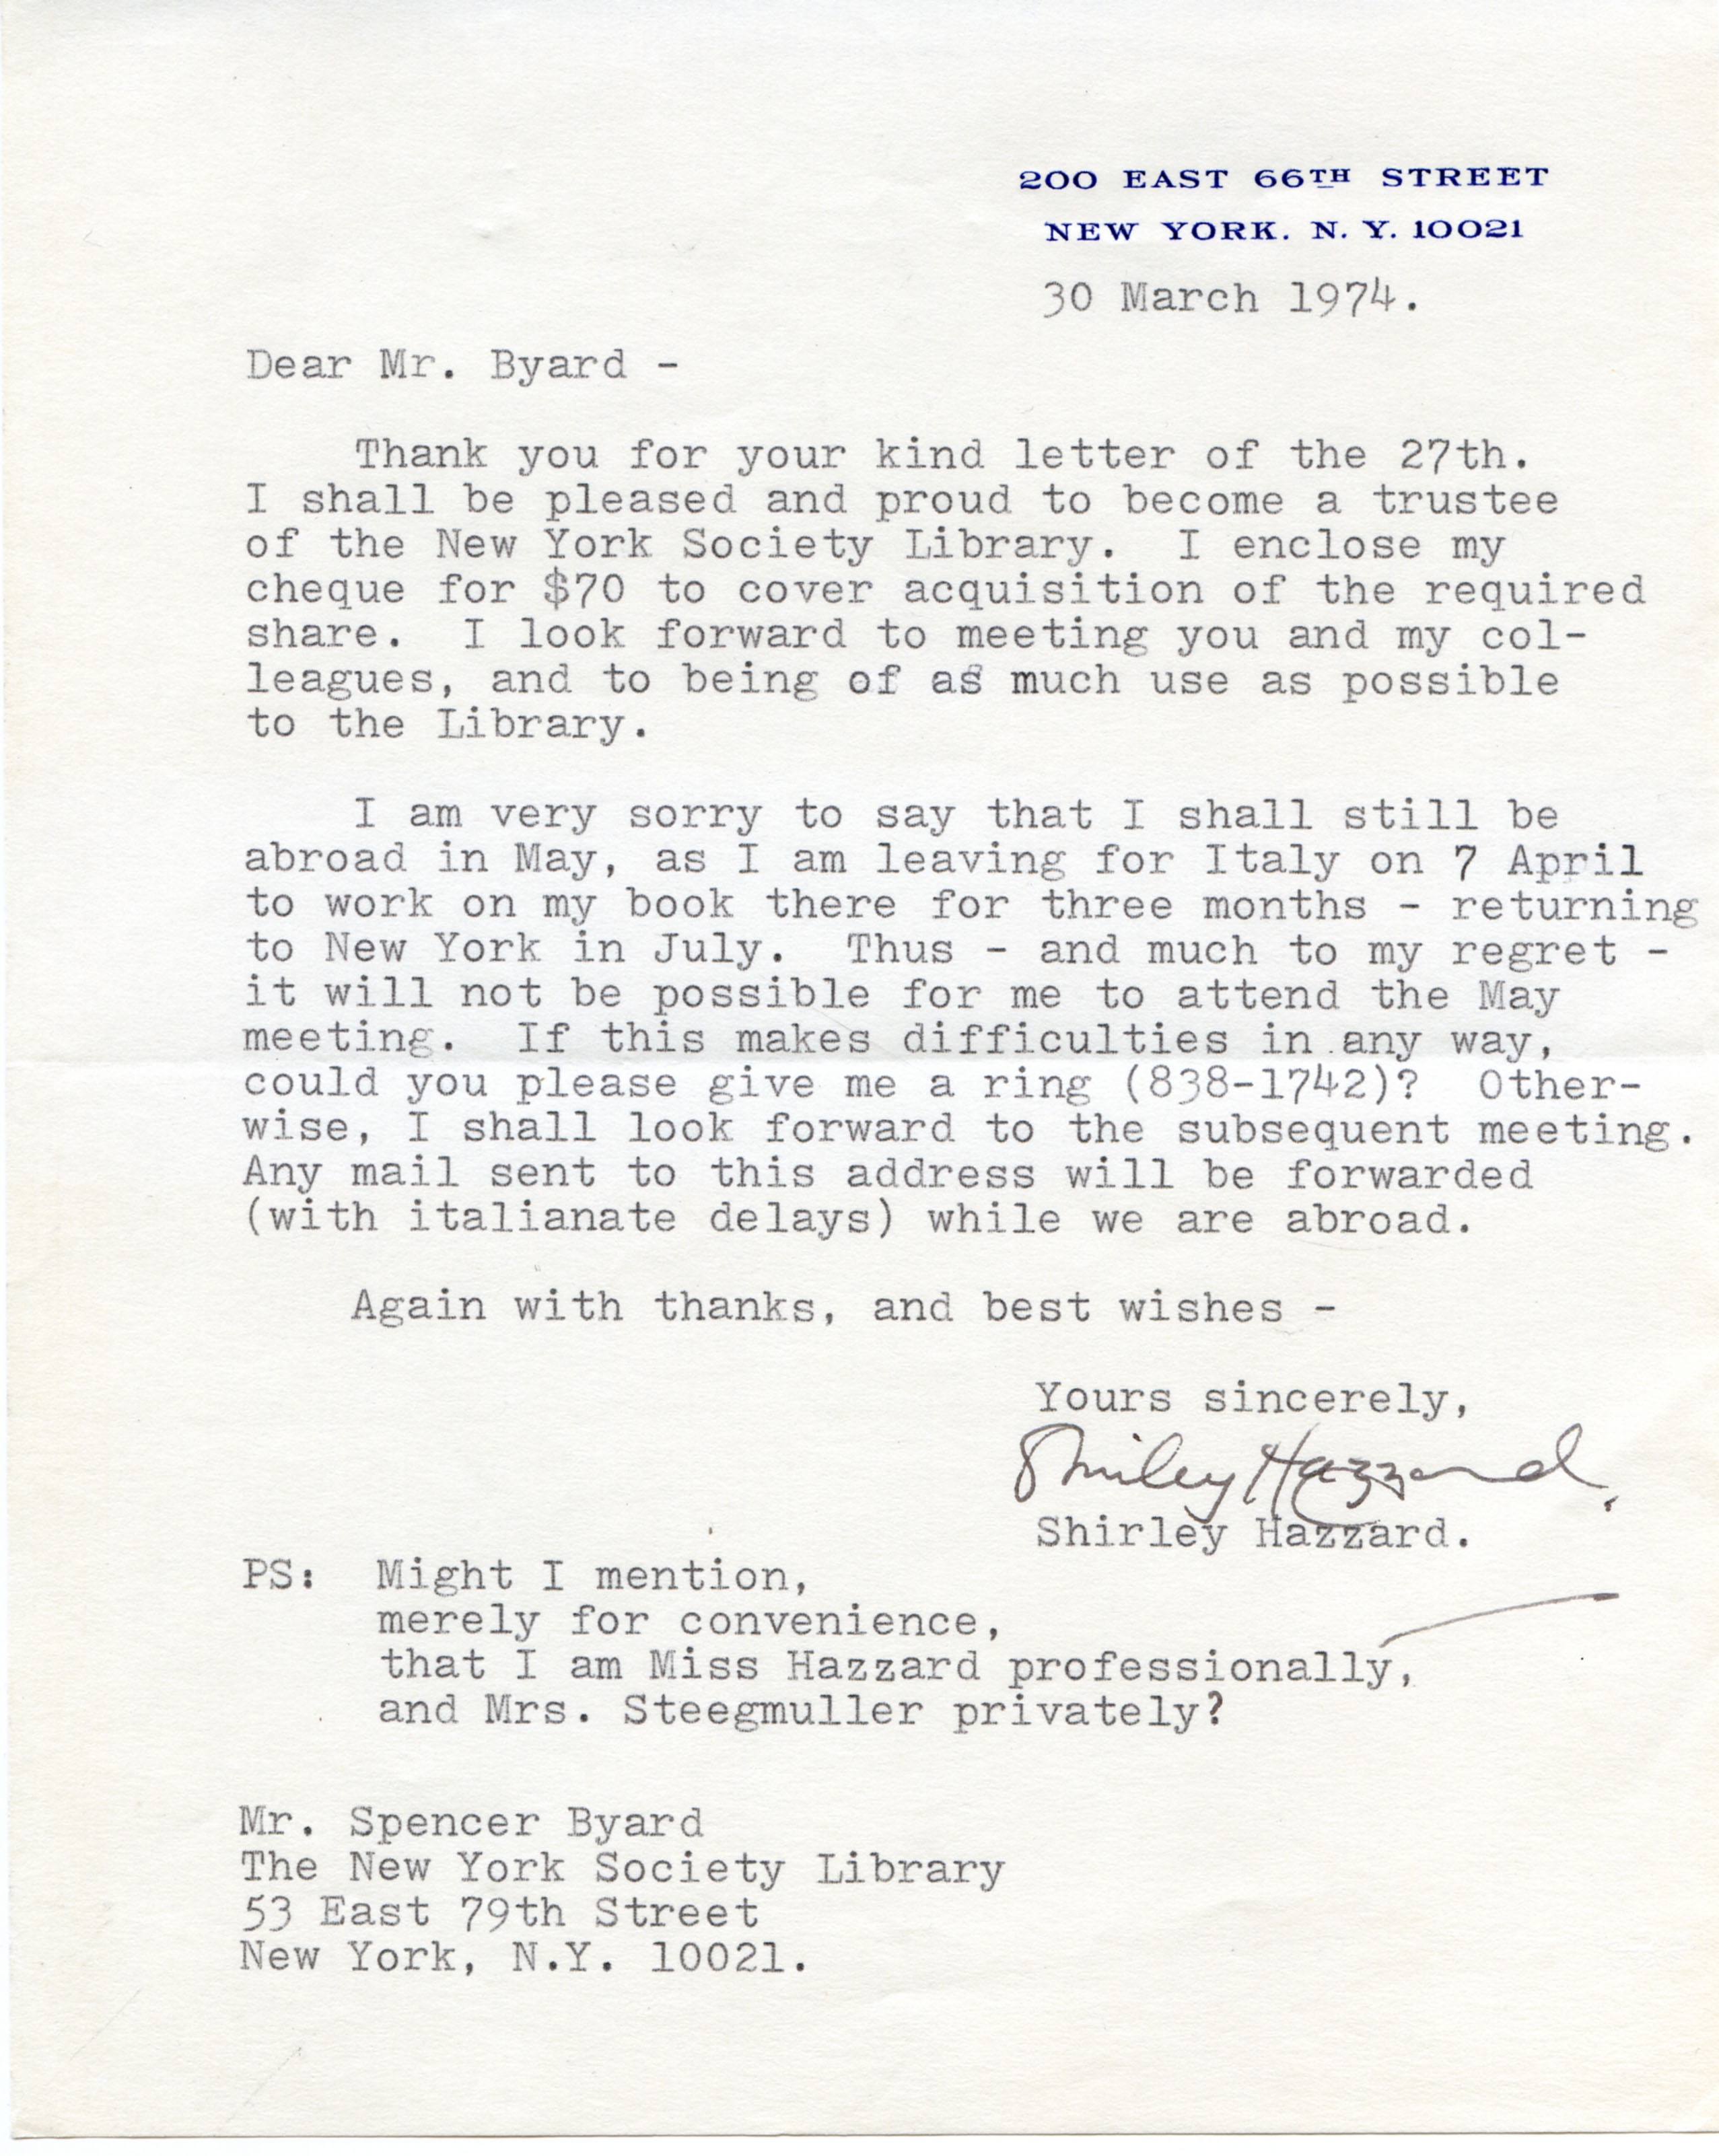 200 EAST 66TH STREET
NEW YORK. N. Y. 10021
30 March 1974.
Dear Mr. Byard -
Thank you for your kind letter of the 27th.
I shall be pleased and proud to become a trustee
of the New York Society Library. I enclose my
cheque for $70 to cover acquisition of the required
share. I look forward to meeting you and my col-
leagues, and to being of as much use as possible
to the Library.
I am very sorry to say that I shall still be
abroad in May, as I am leaving for Italy on 7 April
to work on my book there for three months - returning
to New York in July. Thus - and much to my regret -
it will not be possible for me to attend the May
meeting. If this makes difficulties in any way,
could you please give me a ring (838-1742)? Other-
wise, I shall look forward to the subsequent meeting.
Any mail sent to this address will be forwarded
(with italianate delays) while we are abroad.
Again with thanks, and best wishes -
Yours sincerely,
Shirley Hazzard.
Shirley Hazzard.
PS: Might I mention,
merely for convenience,
that I am Miss Hazzard professionally,
and Mrs. Steegmuller privately?
Mr. Spencer Byard
The New York Society Library
53 East 79th Street
New York, N.Y. 10021.